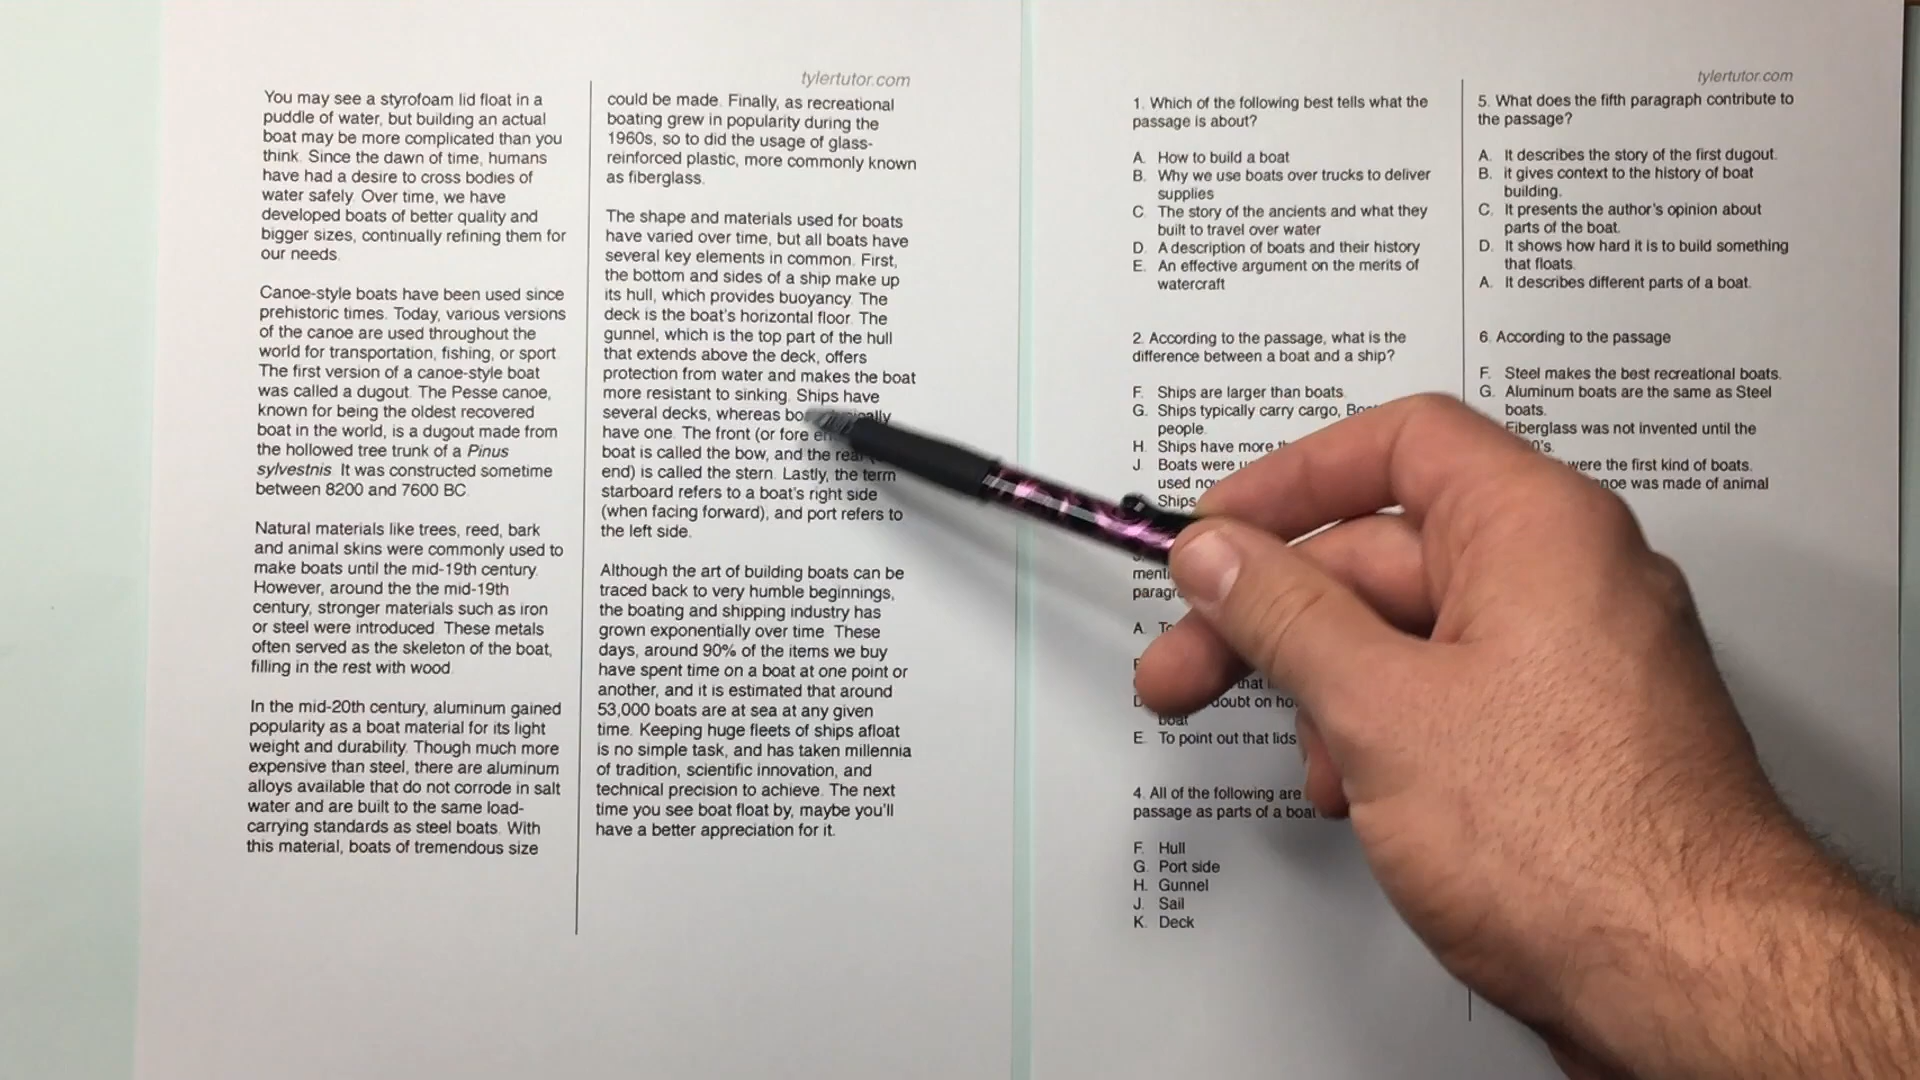 tylertutor.com
You may see a styrofoam lid float in a
puddle of water, but building an actual
boat may be more complicated than you
think. Since the dawn of time, humans
have had a desire to cross bodies of
water safely. Over time, we have
developed boats of better quality and
bigger sizes, continually refining them for
our needs.
Canoe-style boats have been used since
prehistoric times. Today, various versions
of the canoe are used throughout the
world for transportation, fishing, or sport.
The first version of a canoe-style boat
was called a dugout. The Pesse canoe,
known for being the oldest recovered
boat in the world, is a dugout made from
the hollowed tree trunk of a Pinus
sylvestnis. It was constructed sometime
between 8200 and 7600 BC.
Natural materials like trees, reed, bark
and animal skins were commonly used to
make boats until the mid-19th century.
However, around the the mid-19th
century, stronger materials such as iron
or steel were introduced. These metals
often served as the skeleton of the boat,
filling in the rest with wood.
In the mid-20th century, aluminum gained
popularity as a boat material for its light
weight and durability. Though much more
expensive than steel, there are aluminum
alloys available that do not corrode in salt
water and are built to the same load-
carrying standards as steel boats. With
this material, boats of tremendous size
could be made. Finally, as recreational
boating grew in popularity during the
1960s, so to did the usage of glass-
reinforced plastic, more commonly known
as fiberglass.
The shape and materials used for boats
have varied over time, but all boats have
several key elements in common. First,
the bottom and sides of a ship make up
its hull, which provides buoyancy. The
deck is the boat's horizontal floor. The
gunnel, which is the top part of the hull
that extends above the deck, offers
protection from water and makes the boat
more resistant to sinking. Ships have
several decks, whereas
have one. The front (or fore
boat is called the bow, and the
end) is called the stern. Lastly, the term
starboard refers to a boat's right side
(when facing forward), and port refers to
the left side.
Although the art of building boats can be
traced back to very humble beginnings,
the boating and shipping industry has
grown exponentially over time. These
days, around 90% of the items we buy
have spent time on a boat at one point or
another, and it is estimated that around
53,000 boats are at sea at any given
time. Keeping huge fleets of ships afloat
is no simple task, and has taken millennia
of tradition, scientific innovation, and
technical precision to achieve. The next
time you see boat float by, maybe you'll
have a better appreciation for it.
tylertutor.com
1. Which of the following best tells what the
passage is about?
A. How to build a boat
B. Why we use boats over trucks to deliver
supplies
C. The story of the ancients and what they
built to travel over water
D. A description of boats and their history
E. An effective argument on the merits of
watercraft
2. According to the passage, what is the
difference between a boat and a ship?
F. Ships are larger than boats.
G. Ships typically carry cargo,
people.
H. Ships have more
J. Boats were
used
Ships
A.
doubt on
boat
E. To point out that lids
4. All of the following are
passage as parts of a boat
F. Hull
G. Port side
H. Gunnel
J. Sail
K. Deck
5. What does the fifth paragraph contribute to
the passage?
A. It describes the story of the first dugout.
B. it gives context to the history of boat
building.
C. It presents the author's opinion about
parts of the boat.
D. It shows how hard it is to build something
that floats.
A. It describes different parts of a boat.
6. According to the passage
F. Steel makes the best recreational boats.
G. Aluminum boats are the same as Steel
boats.
Fiberglass was not invented until the
were the first kind of boats.
was made of animal